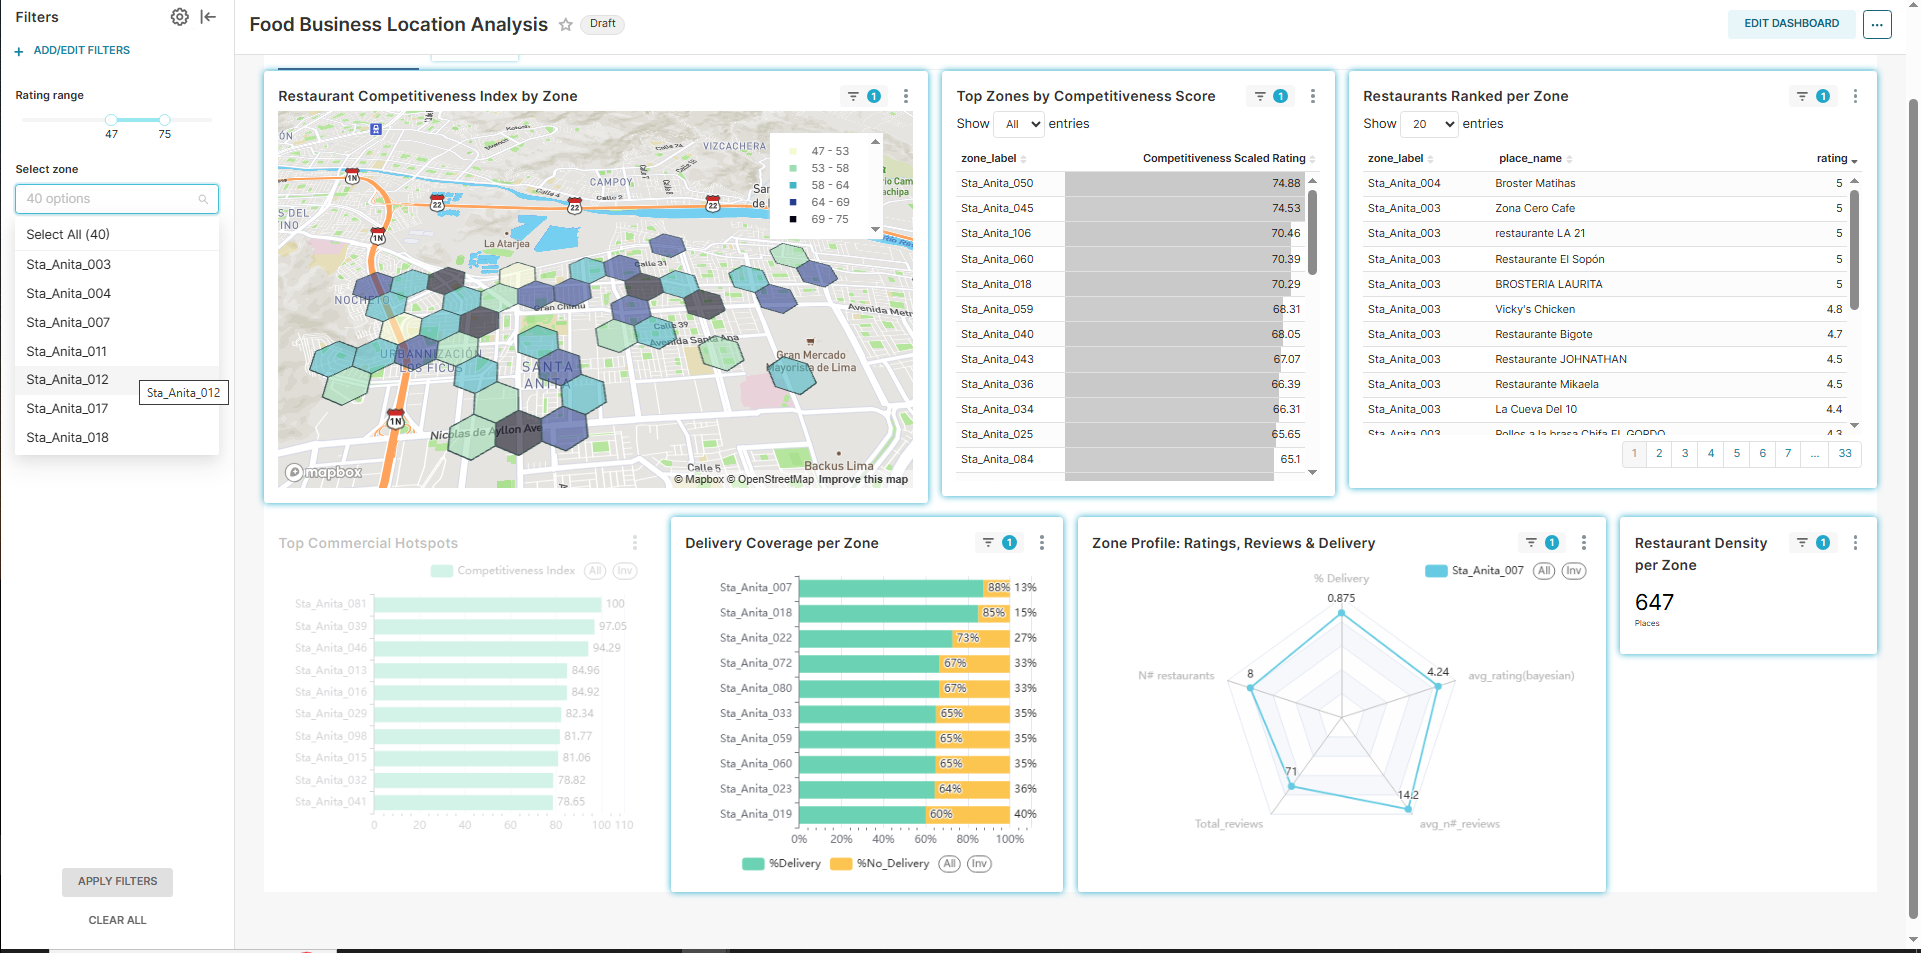 Filters
+ ADD/EDIT FILTERS
Rating range
47 75
Select zone
40 options
Select All (40)
Sta_Anita_003
Sta_Anita_004
Sta_Anita_007
Sta_Anita_011
Sta_Anita_012
Sta_Anita_012
Sta_Anita_017
Sta_Anita_018
APPLY FILTERS
CLEAR ALL
Food Business Location Analysis Draft
EDIT DASHBOARD ...
Restaurant Competitiveness Index by Zone 1
47 - 53
53 - 58
58 - 64
64 - 69
69 - 75
VIZCACHERA
CAMPOY
Calle 4
Calle 2
La Atarjea
1N
22
22
22
1N
1N
NOCHETO
Calle 31
Gran Chimu
Avenida Metr
Calle 39
Avenida Santa Ana
URBANNIZACIÓN
LOS FICUS
SANTA
ANITA
Gran Mercado
Mayorista de Lima
Nicolas de Ayllon Ave
Calle 5
Backus Lima
mapbox
© Mapbox © OpenStreetMap Improve this map
Top Zones by Competitiveness Score 1
Show All entries
zone_label Competitiveness Scaled Rating
Sta_Anita_050 74.88
Sta_Anita_045 74.53
Sta_Anita_106 70.46
Sta_Anita_060 70.39
Sta_Anita_018 70.29
Sta_Anita_059 68.31
Sta_Anita_040 68.05
Sta_Anita_043 67.07
Sta_Anita_036 66.39
Sta_Anita_034 66.31
Sta_Anita_025 65.65
Sta_Anita_084 65.1
Restaurants Ranked per Zone 1
Show 20 entries
zone_label place_name rating
Sta_Anita_004 Broster Matihas 5
Sta_Anita_003 Zona Cero Cafe 5
Sta_Anita_003 restaurante LA 21 5
Sta_Anita_003 Restaurante El Sopón 5
Sta_Anita_003 BROSTERIA LAURITA 5
Sta_Anita_003 Vicky's Chicken 4.8
Sta_Anita_003 Restaurante Bigote 4.7
Sta_Anita_003 Restaurante JOHNATHAN 4.5
Sta_Anita_003 Restaurante Mikaela 4.5
Sta_Anita_003 La Cueva Del 10 4.4
Sta_Anita_003 Pollos a la brasa Chifa EL GORDO 4.3
1 2 3 4 5 6 7 ... 33
Top Commercial Hotspots
Competitiveness Index All Inv
Sta_Anita_081 100
Sta_Anita_039 97.05
Sta_Anita_046 94.29
Sta_Anita_013 84.96
Sta_Anita_016 84.92
Sta_Anita_029 82.34
Sta_Anita_098 81.77
Sta_Anita_015 81.06
Sta_Anita_032 78.82
Sta_Anita_041 78.65
0 20 40 60 80 100 110
Delivery Coverage per Zone 1
Sta_Anita_007 88% 13%
Sta_Anita_018 85% 15%
Sta_Anita_022 73% 27%
Sta_Anita_072 67% 33%
Sta_Anita_080 67% 33%
Sta_Anita_033 65% 35%
Sta_Anita_059 65% 35%
Sta_Anita_060 65% 35%
Sta_Anita_023 64% 36%
Sta_Anita_019 60% 40%
0% 20% 40% 60% 80% 100%
%Delivery %No_Delivery All Inv
Zone Profile: Ratings, Reviews & Delivery 1
Sta_Anita_007 All Inv
% Delivery
0.875
N# restaurants 8 4.24 avg_rating(bayesian)
71 14.2
Total_reviews avg_n#_reviews
Restaurant Density
per Zone 1
647
Places